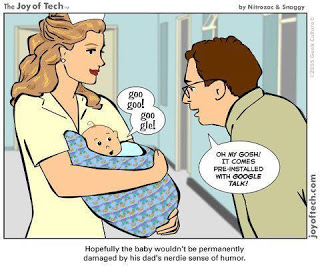 The Joy of Tech
by Nitrozac & Snaggy
goo
goo!
goo
gle!
OH MY GOSH!
IT COMES
PRE-INSTALLED
WITH GOOGLE
TALK!
Hopefully the baby wouldn't be permanently
damaged by his dad's nerdie sense of humor.
joyoftech.com